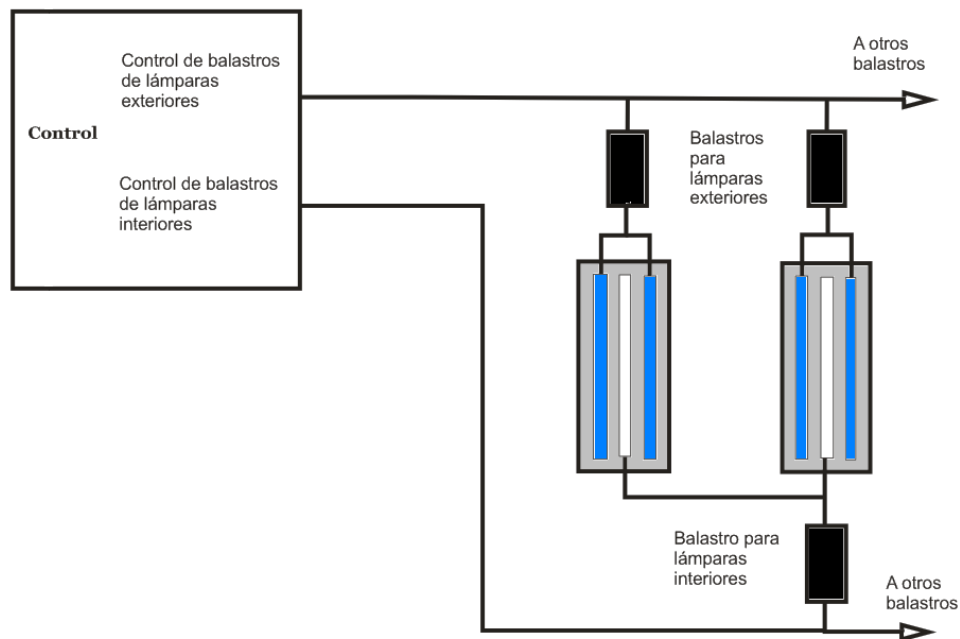 Control de balastros
de lámparas
exteriores
Control
Control de balastros
de lámparas
interiores
A otros
balastros
Balastros
para
lámparas
exteriores
Balastro para
lámparas
interiores
A otros
balastros